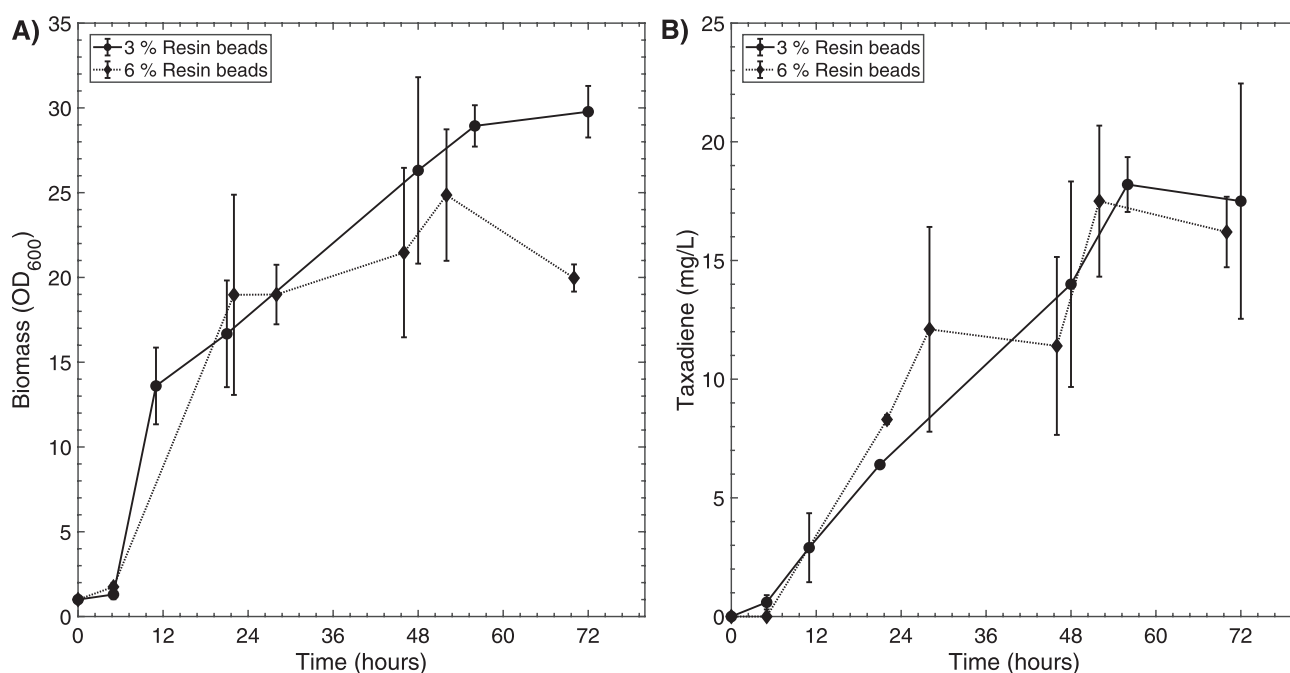 A)
35
30
25
20
15
10
5
0
Biomass (OD600)
3 % Resin beads
6 % Resin beads
0 12 24 36 48 60 72
Time (hours)
B)
25
20
15
10
5
0
Taxadiene (mg/L)
3 % Resin beads
6 % Resin beads
0 12 24 36 48 60 72
Time (hours)